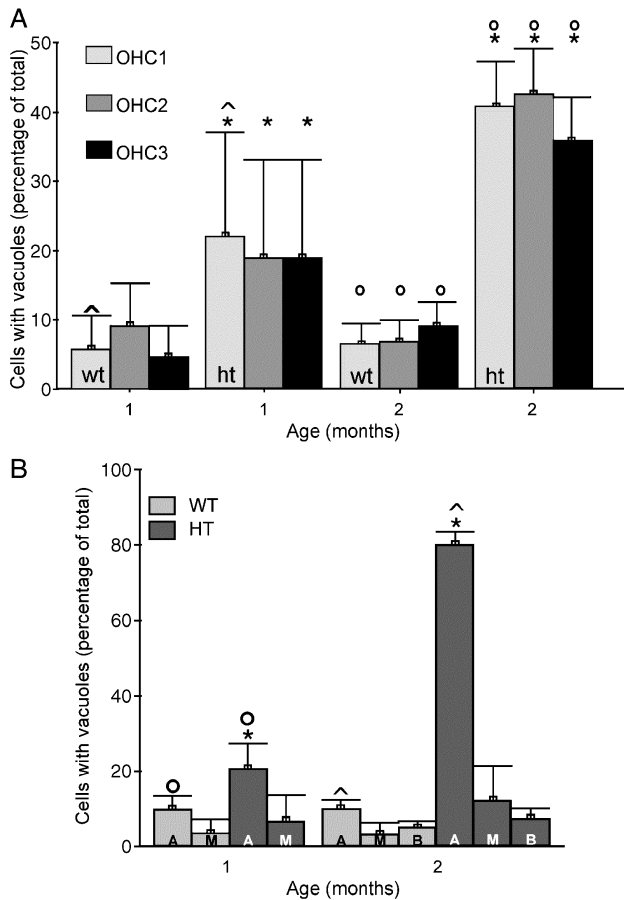 A
50
40
30
20
10
0
Cells with vacuoles (percentage of total)
OHC1
OHC2
OHC3
^ * * *
o o o
* * *
^
o o o
wt ht wt ht
1 1 2 2
Age (months)
B
100
80
60
40
20
0
Cells with vacuoles (percentage of total)
WT
HT
^
*
o
*
o ^
A M A M A M B A M B
1 2
Age (months)